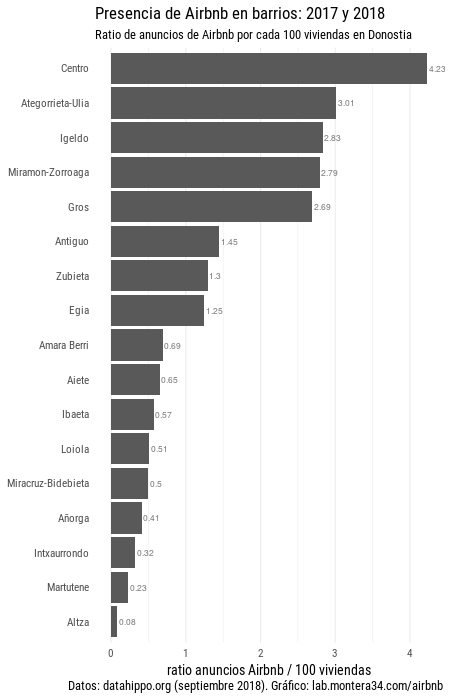 Presencia de Airbnb en barrios: 2017 y 2018
Ratio de anuncios de Airbnb por cada 100 viviendas en Donostia
Centro 4.23
Ategorrieta-Ulia 3.01
Igeldo 2.83
Miramon-Zorroaga 2.79
Gros 2.69
Antiguo 1.45
Zubieta 1.3
Egia 1.25
Amara Berri 0.69
Aiete 0.65
Ibaeta 0.57
Loiola 0.51
Miracruz-Bidebieta 0.5
Añorga 0.41
Intxaurrondo 0.32
Martutene 0.23
Altza 0.08
0 1 2 3 4
ratio anuncios Airbnb / 100 viviendas
Datos: datahippo.org (septiembre 2018). Gráfico: lab.montera34.com/airbnb